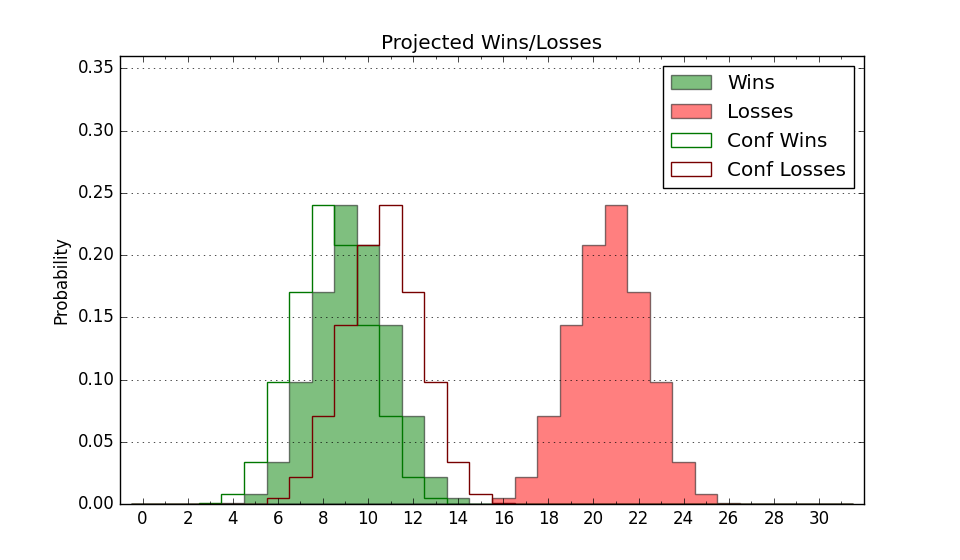 Projected Wins/Losses
Wins
Losses
Conf Wins
Conf Losses
Probability
0.35
0.30
0.25
0.20
0.15
0.10
0.05
0.00
0 2 4 6 8 10 12 14 16 18 20 22 24 26 28 30